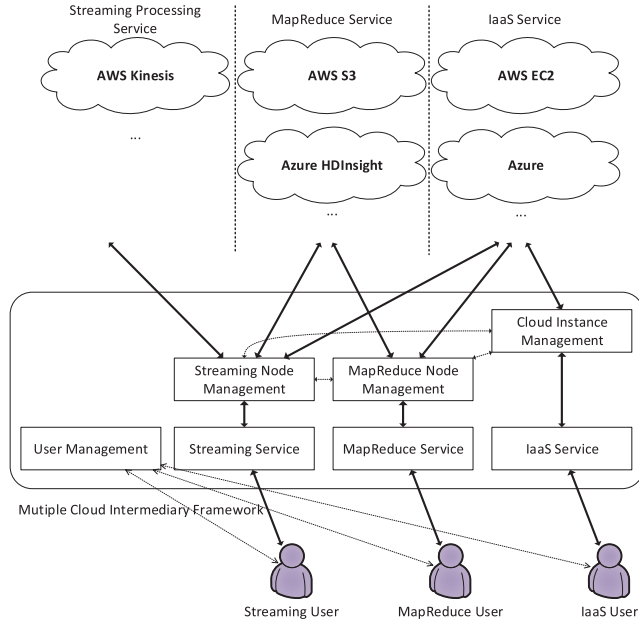 Streaming Processing
Service
MapReduce Service
IaaS Service
AWS Kinesis
AWS S3
AWS EC2
...
Azure HDInsight
Azure
...
...
Cloud Instance
Management
Streaming Node
Management
MapReduce Node
Management
User Management
Streaming Service
MapReduce Service
IaaS Service
Mutiple Cloud Intermediary Framework
Streaming User
MapReduce User
IaaS User